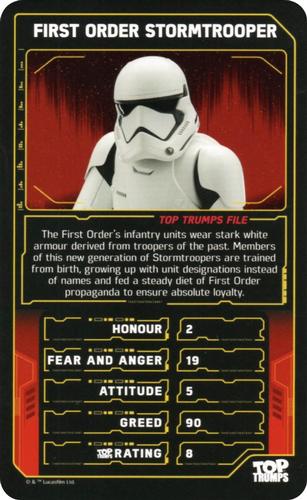 FIRST ORDER STORMTROOPER
TOP TRUMPS FILE
The First Order's infantry units wear stark white
armour derived from troopers of the past. Members
of this new generation of Stormtroopers are trained
from birth, growing up with unit designations instead
of names and fed a steady diet of First Order
propaganda to ensure absolute loyalty.
HONOUR 2
FEAR AND ANGER 19
ATTITUDE 5
GREED 90
TOP TRUMPS RATING 8
© & ™ Lucasfilm Ltd.
TOP
TRUMPS